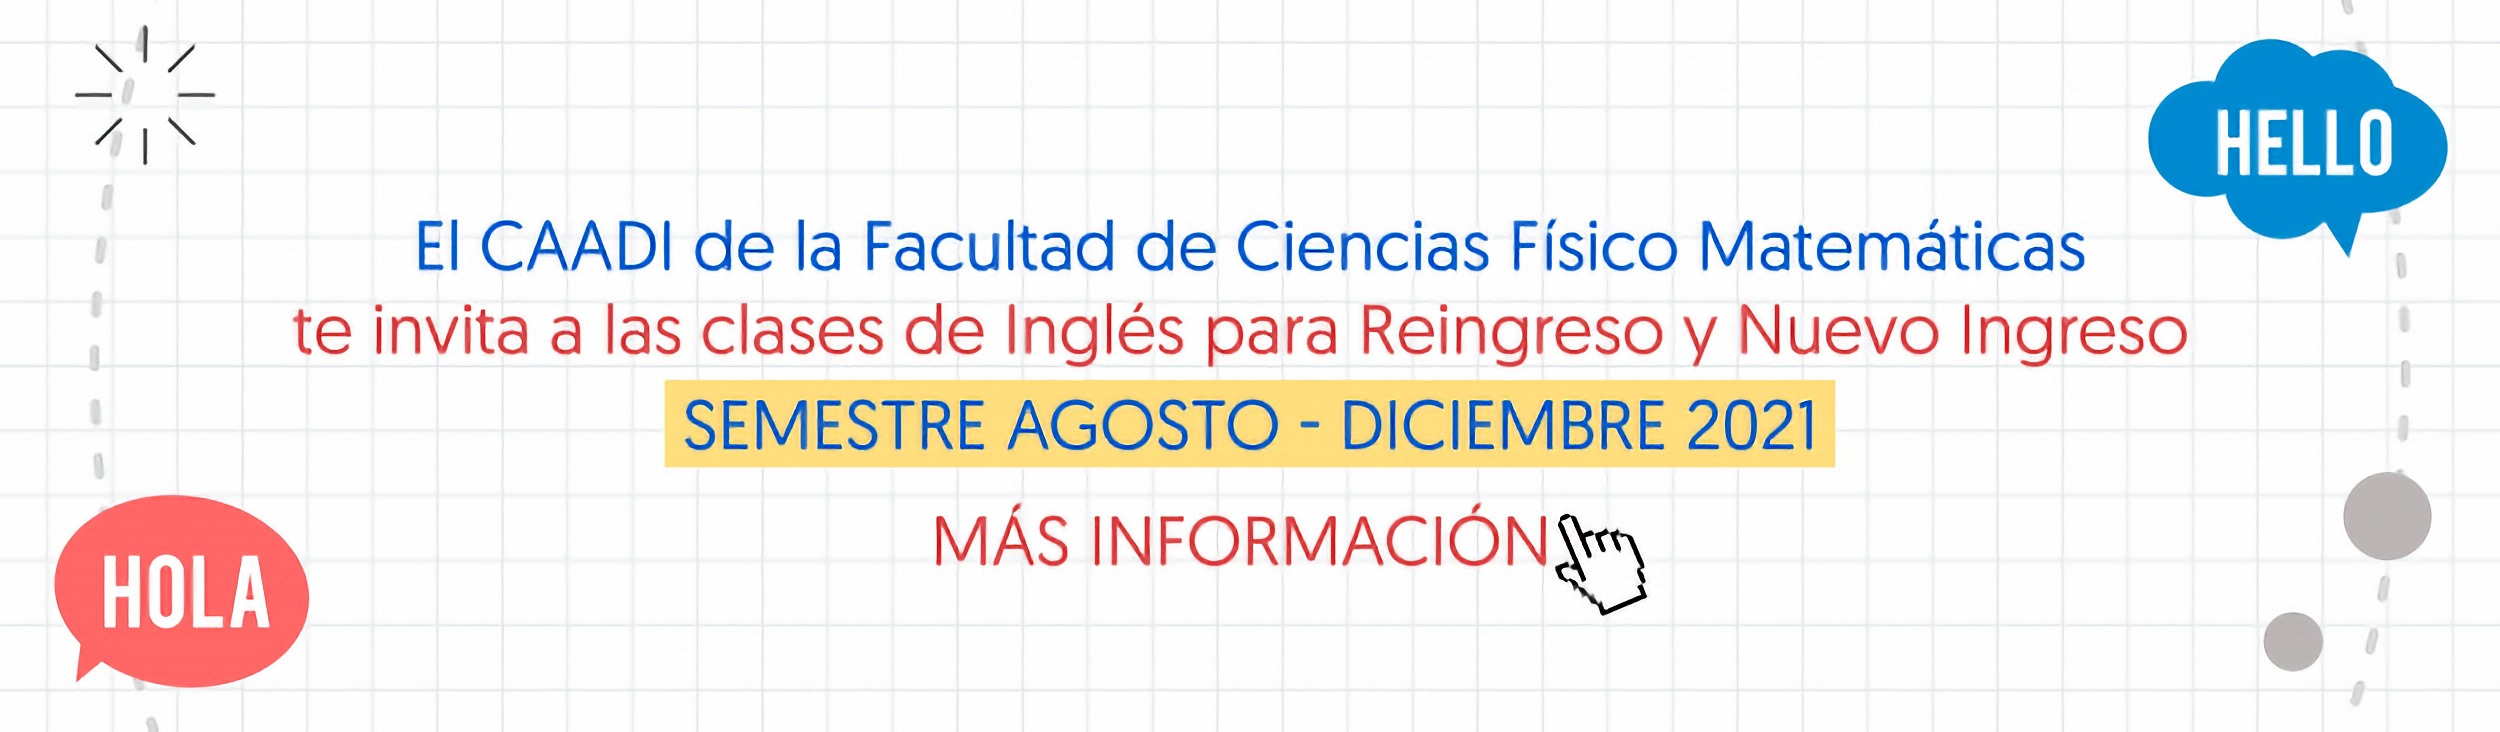 HELLO
El CAADI de la Facultad de Ciencias Físico Matemáticas
te invita a las clases de Inglés para Reingreso y Nuevo Ingreso
SEMESTRE AGOSTO - DICIEMBRE 2021
MÁS INFORMACIÓN
HOLA